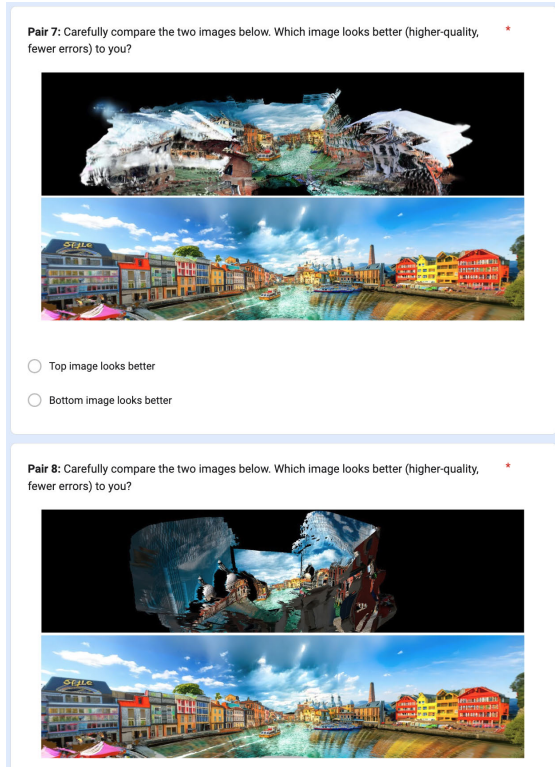 Pair 7: Carefully compare the two images below. Which image looks better (higher-quality, *
fewer errors) to you?
STYLE
Top image looks better
Bottom image looks better
Pair 8: Carefully compare the two images below. Which image looks better (higher-quality, *
fewer errors) to you?
STYLE